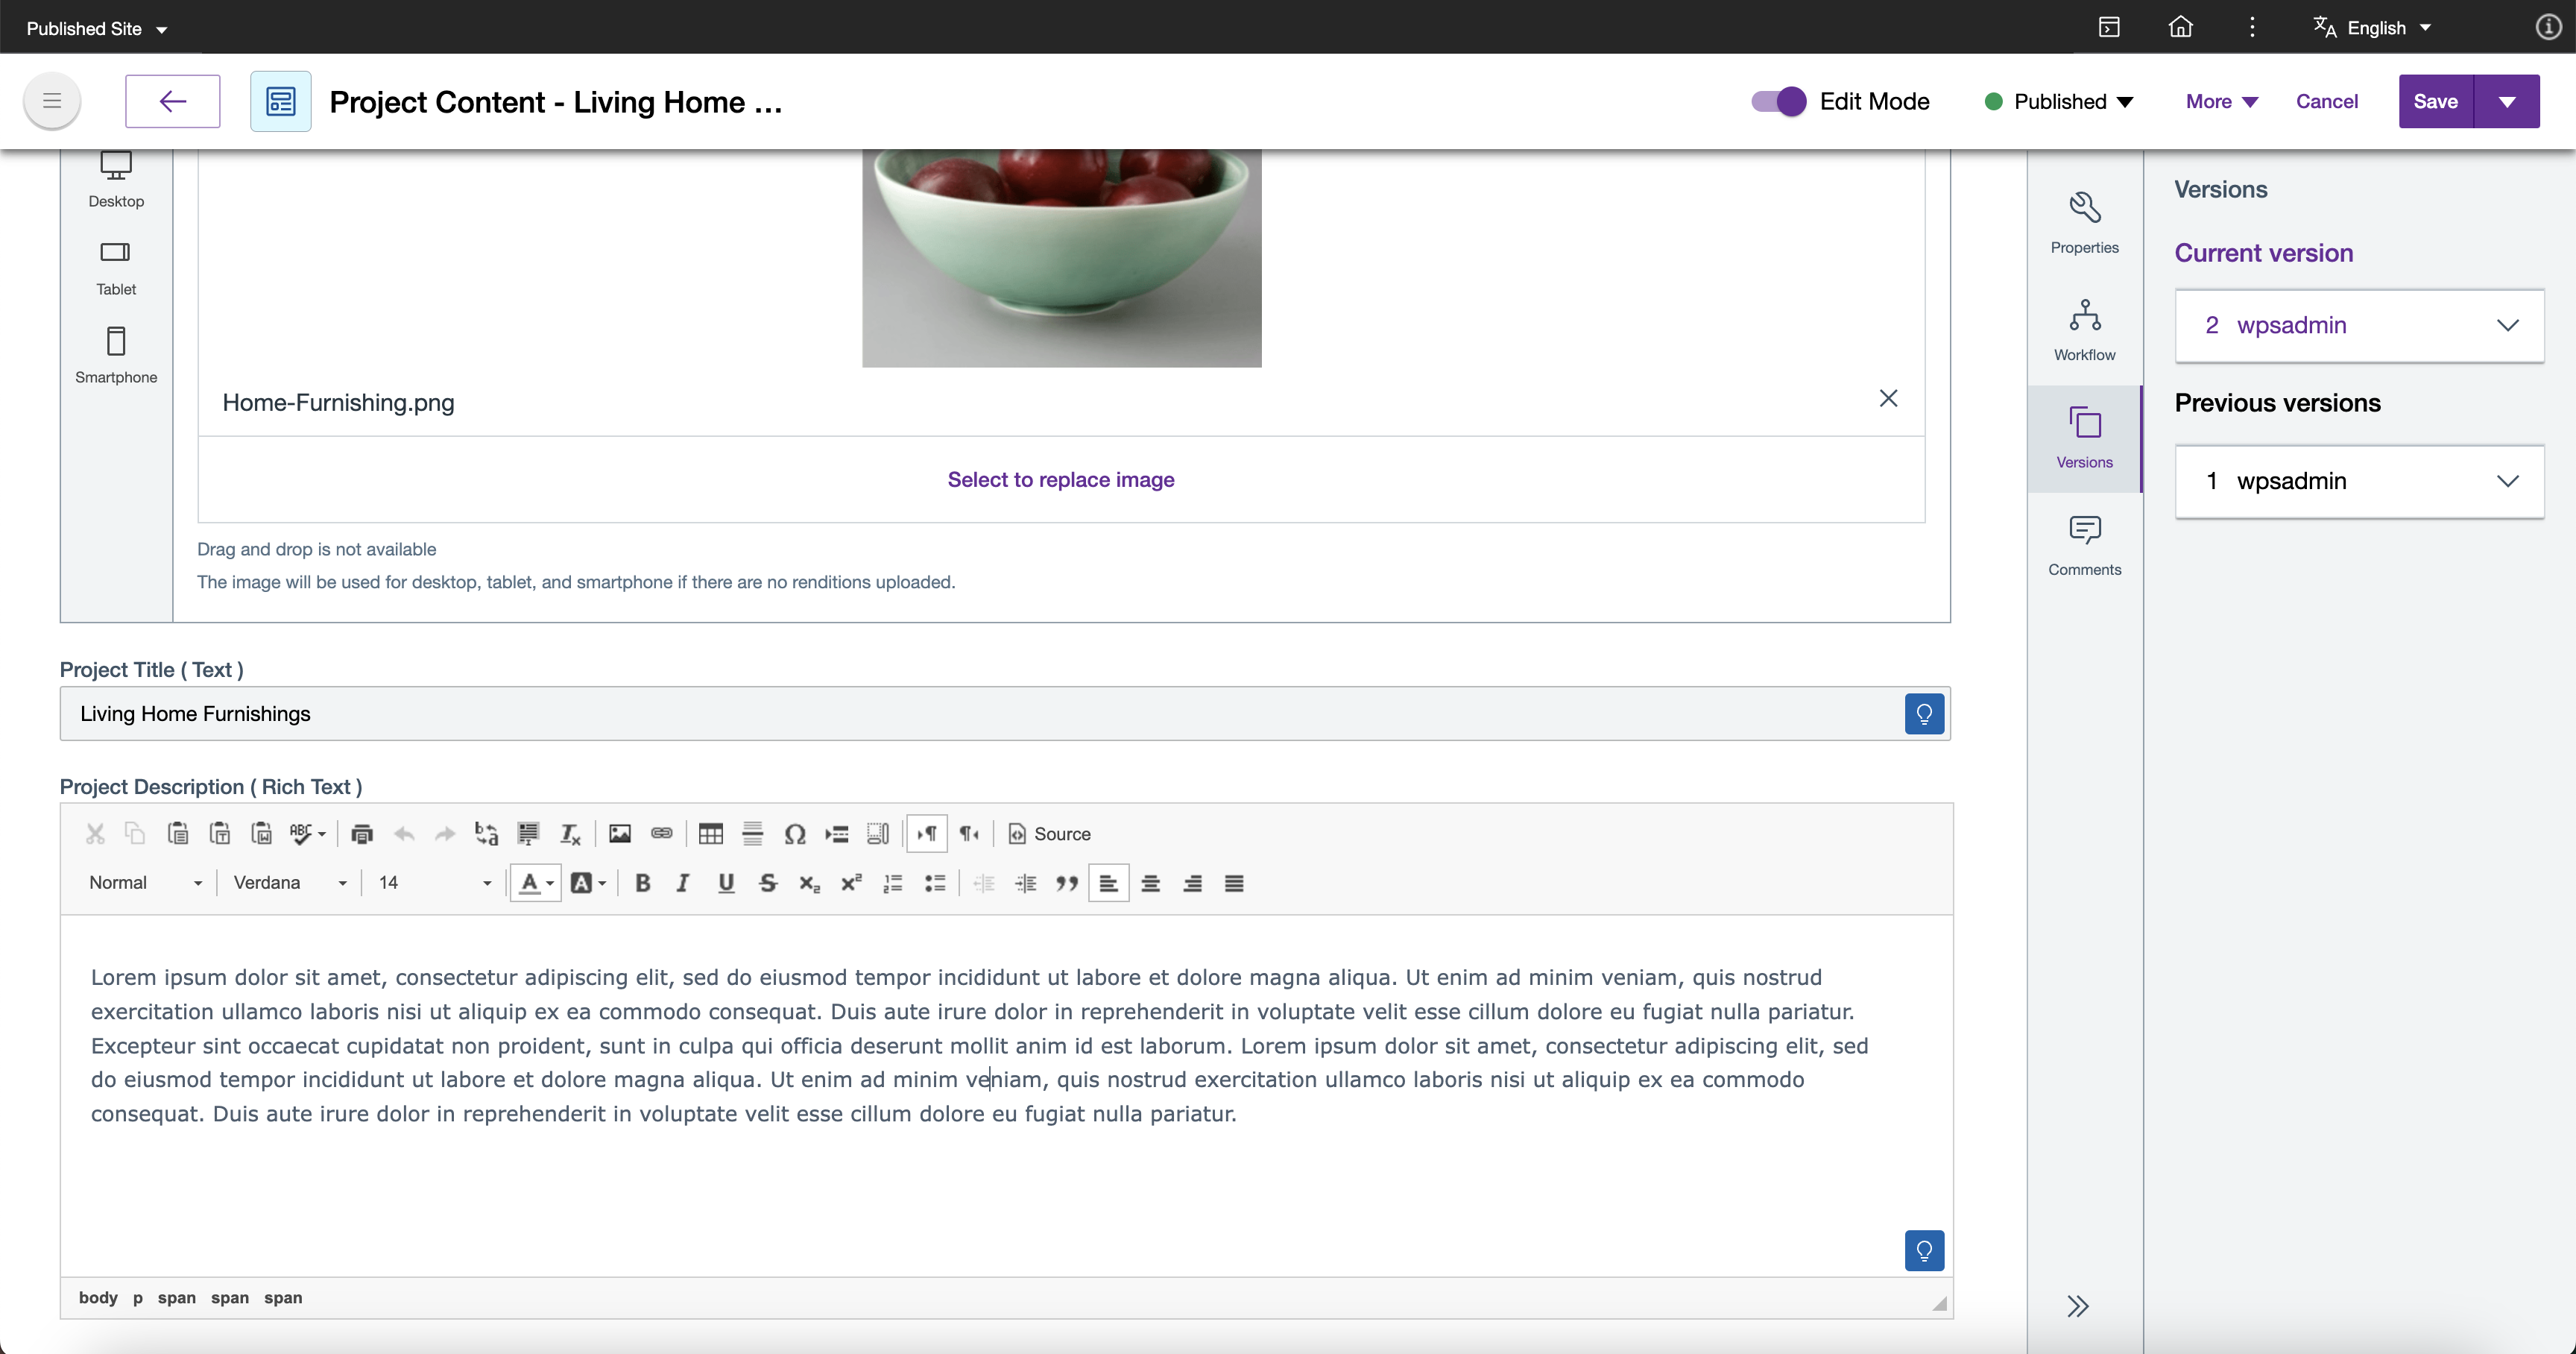 Published Site
English
Project Content - Living Home ...
Edit Mode
Published
More
Cancel
Save
Desktop
Tablet
Smartphone
Home-Furnishing.png
Select to replace image
Drag and drop is not available
The image will be used for desktop, tablet, and smartphone if there are no renditions uploaded.
Project Title ( Text )
Living Home Furnishings
Project Description ( Rich Text )
Source
Normal
Verdana
14
Lorem ipsum dolor sit amet, consectetur adipiscing elit, sed do eiusmod tempor incididunt ut labore et dolore magna aliqua. Ut enim ad minim veniam, quis nostrud
exercitation ullamco laboris nisi ut aliquip ex ea commodo consequat. Duis aute irure dolor in reprehenderit in voluptate velit esse cillum dolore eu fugiat nulla pariatur.
Excepteur sint occaecat cupidatat non proident, sunt in culpa qui officia deserunt mollit anim id est laborum. Lorem ipsum dolor sit amet, consectetur adipiscing elit, sed
do eiusmod tempor incididunt ut labore et dolore magna aliqua. Ut enim ad minim veniam, quis nostrud exercitation ullamco laboris nisi ut aliquip ex ea commodo
consequat. Duis aute irure dolor in reprehenderit in voluptate velit esse cillum dolore eu fugiat nulla pariatur.
body p span span span
Properties
Workflow
Versions
Comments
Versions
Current version
2 wpsadmin
Previous versions
1 wpsadmin